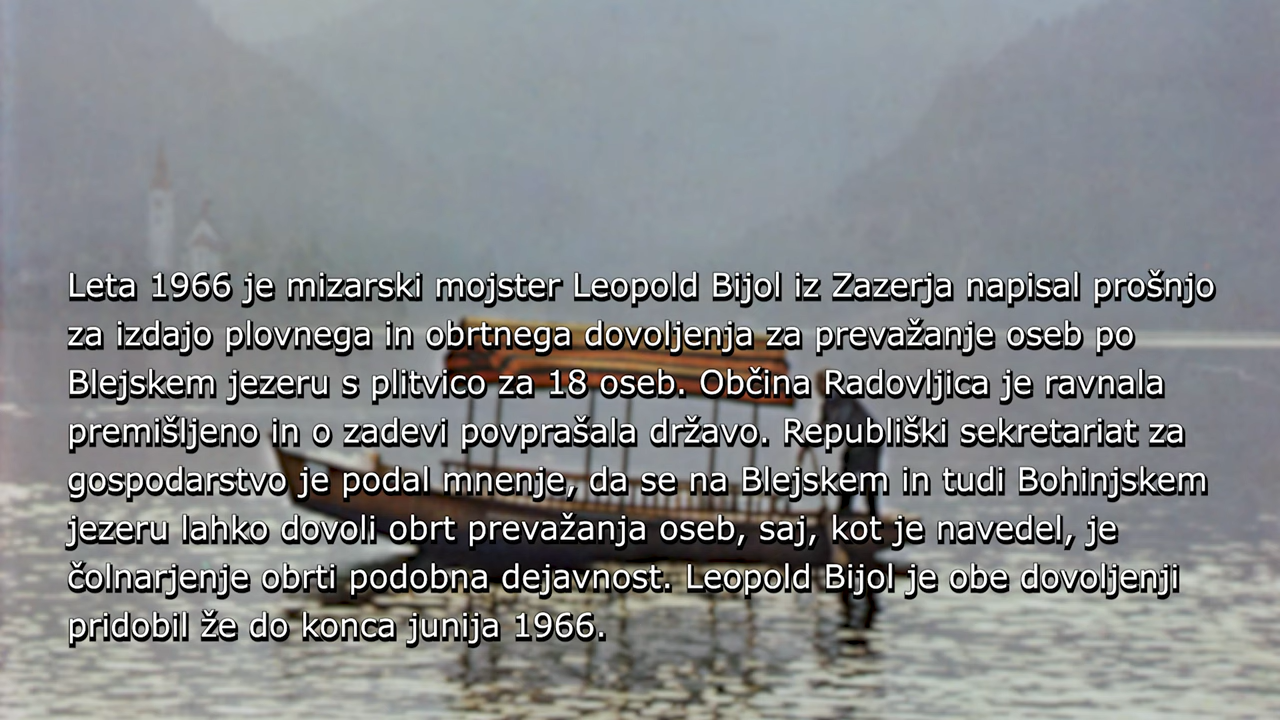 Leta 1966 je mizarski mojster Leopold Bijol iz Zazerja napisal prošnjo
za izdajo plovnega in obrtnega dovoljenja za prevažanje oseb po
Blejskem jezeru s plitvico za 18 oseb. Občina Radovljica je ravnala
premišljeno in o zadevi povprašala državo. Republiški sekretariat za
gospodarstvo je podal mnenje, da se na Blejskem in tudi Bohinjskem
jezeru lahko dovoli obrt prevažanja oseb, saj, kot je navedel, je
čolnarjenje obrti podobna dejavnost. Leopold Bijol je obe dovoljenji
pridobil že do konca junija 1966.